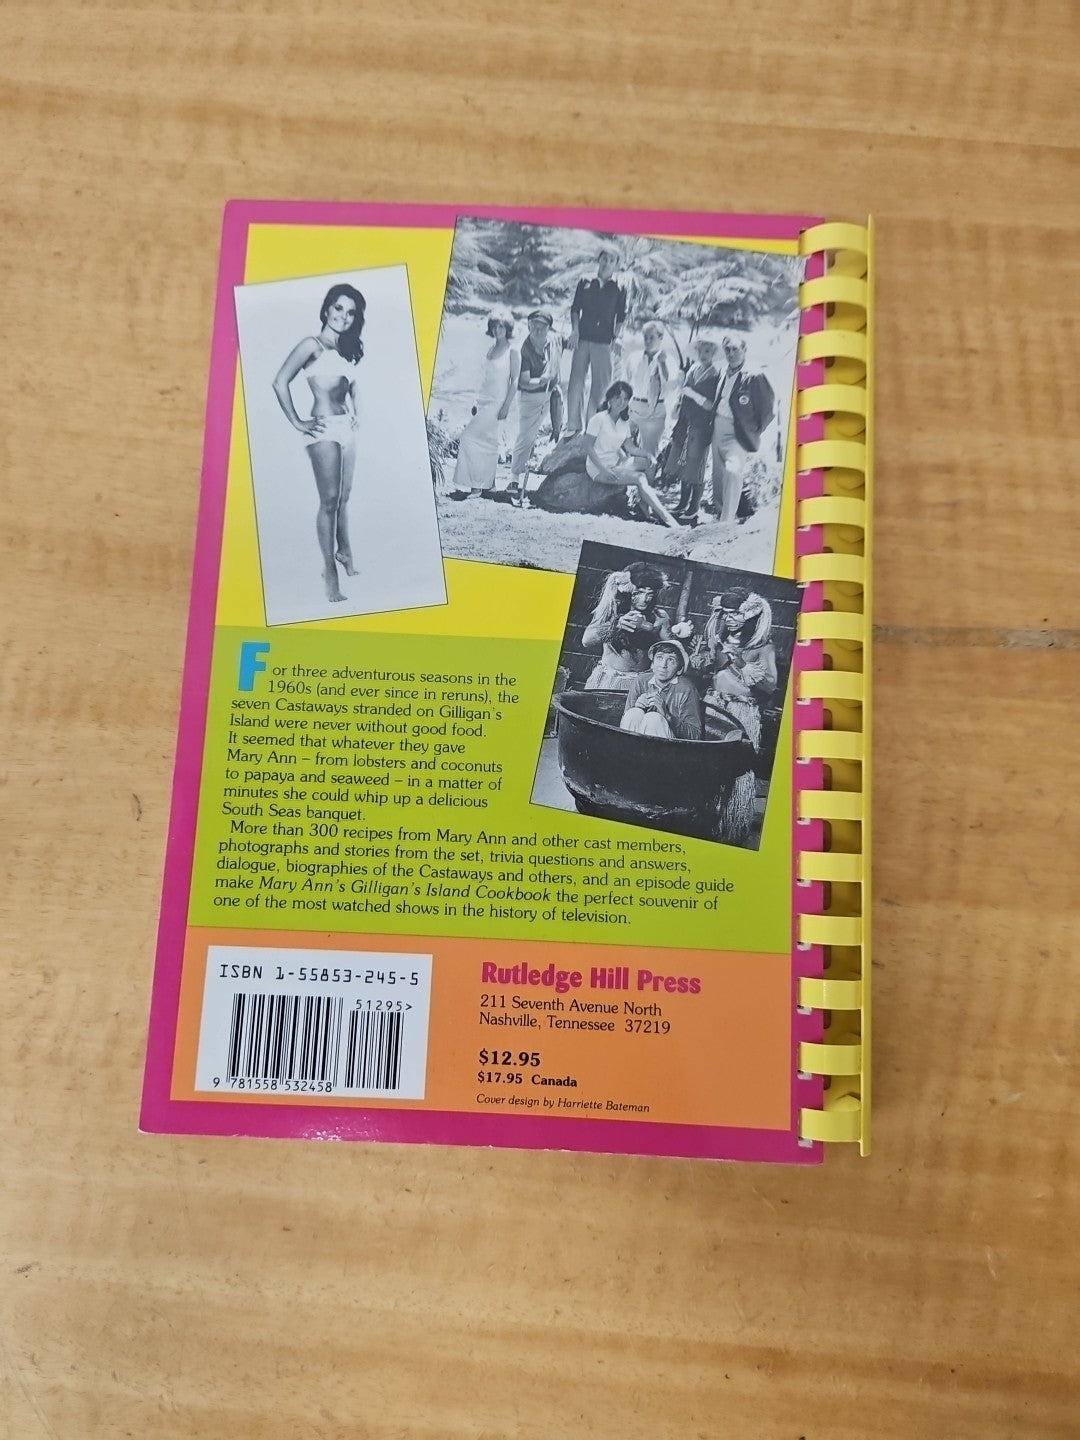 For three adventurous seasons in the
1960s (and ever since in reruns), the
seven Castaways stranded on Gilligan's
Island were never without good food.
It seemed that whatever they gave
Mary Ann – from lobsters and coconuts
to papaya and seaweed – in a matter of
minutes she could whip up a delicious
South Seas banquet.
More than 300 recipes from Mary Ann and other cast members,
photographs and stories from the set, trivia questions and answers,
dialogue, biographies of the Castaways and others, and an episode guide
make Mary Ann's Gilligan's Island Cookbook the perfect souvenir of
one of the most watched shows in the history of television.
ISBN 1-55853-245-5
51295>
9 781558 532458
Rutledge Hill Press
211 Seventh Avenue North
Nashville, Tennessee 37219
$12.95
$17.95 Canada
Cover design by Harriette Bateman